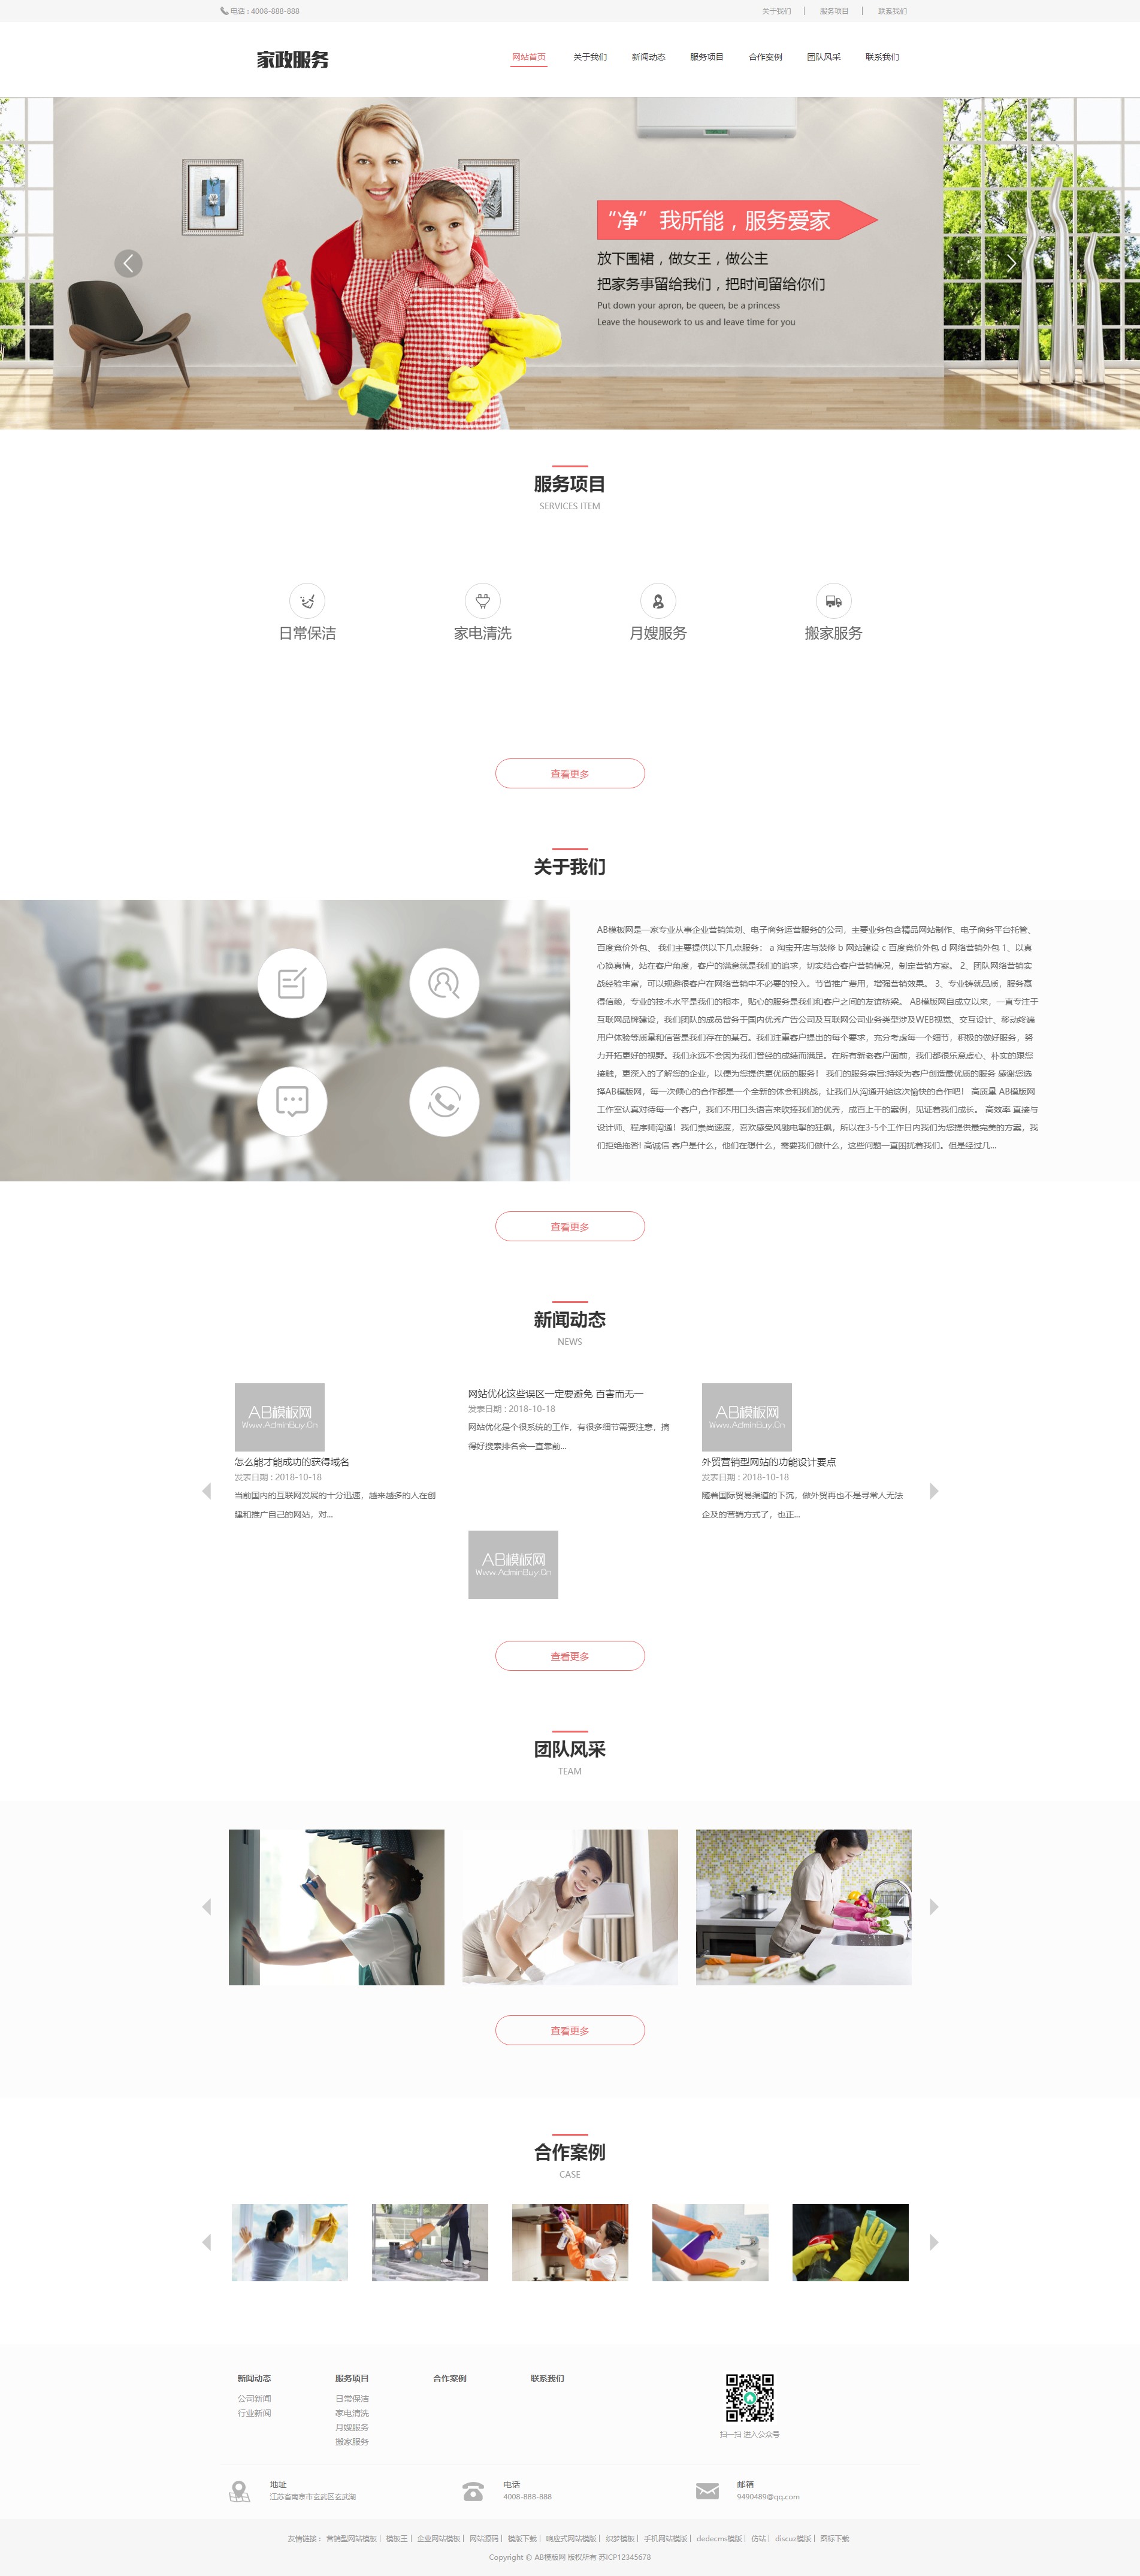 电话 : 4008-888-888
关于我们 | 服务项目 | 联系我们
家政服务
网站首页 关于我们 新闻动态 服务项目 合作案例 团队风采 联系我们
“净”我所能，服务爱家
放下围裙，做女王，做公主
把家务事留给我们，把时间留给你们
Put down your apron, be queen, be a princess
Leave the housework to us and leave time for you
服务项目
SERVICES ITEM
日常保洁 家电清洗 月嫂服务 搬家服务
查看更多
关于我们
AB模板网是一家专业从事企业营销策划、电子商务运营服务的公司，主要业务包含精品网站制作、电子商务平台托管、
百度竞价外包、 我们主要提供以下几点服务： a 淘宝开店与装修 b 网站建设 c 百度竞价外包 d 网络营销外包 1、以真
心换真情，站在客户角度，客户的满意就是我们的追求，切实结合客户营销情况，制定营销方案。 2、团队网络营销实
战经验丰富，可以规避很客户在网络营销中不必要的投入。节省推广费用，增强营销效果。 3、专业铸就品质，服务赢
得信赖，专业的技术水平是我们的根本，贴心的服务是我们和客户之间的友谊桥梁。 AB模版网自成立以来，一直专注于
互联网品牌建设，我们团队的成员曾务于国内优秀广告公司及互联网公司业务类型涉及WEB视觉、交互设计、移动终端
用户体验等质量和信誉是我们存在的基石。我们注重客户提出的每个要求，充分考虑每一个细节，积极的做好服务，努
力开拓更好的视野。我们永远不会因为我们曾经的成绩而满足。在所有新老客户面前，我们都很乐意虚心、朴实的跟您
接触，更深入的了解您的企业，以便为您提供更优质的服务！ 我们的服务宗旨:持续为客户创造最优质的服务 感谢您选
择AB模版网，每一次倾心的合作都是一个全新的体会和挑战，让我们从沟通开始这次愉快的合作吧！ 高质量 AB模版网
工作室认真对待每一个客户，我们不用口头语言来吹捧我们的优秀，成百上千的案例，见证着我们成长。 高效率 直接与
设计师、程序师沟通！我们崇尚速度，喜欢感受风驰电掣的狂飙，所以在3-5个工作日内我们为您提供最完美的方案，我
们拒绝拖沓! 高诚信 客户是什么，他们在想什么，需要我们做什么，这些问题一直困扰着我们。但是经过几...
查看更多
新闻动态
NEWS
AB模板网
Www.AdminBuy.Cn
怎么能才能成功的获得域名
发表日期 : 2018-10-18
当前国内的互联网发展的十分迅速，越来越多的人在创
建和推广自己的网站，对...
网站优化这些误区一定要避免 百害而无一
发表日期 : 2018-10-18
网站优化是个很系统的工作，有很多细节需要注意，搞
得好搜索排名会一直靠前...
AB模板网
Www.AdminBuy.Cn
AB模板网
Www.AdminBuy.Cn
外贸营销型网站的功能设计要点
发表日期 : 2018-10-18
随着国际贸易渠道的下沉，做外贸再也不是寻常人无法
企及的营销方式了，也正...
查看更多
团队风采
TEAM
查看更多
合作案例
CASE
新闻动态
公司新闻
行业新闻
服务项目
日常保洁
家电清洗
月嫂服务
搬家服务
合作案例
联系我们
扫一扫 进入公众号
地址
江苏省南京市玄武区玄武湖
电话
4008-888-888
邮箱
9490489@qq.com
友情链接 : 营销型网站模板 | 模板王 | 企业网站模板 | 网站源码 | 模版下载 | 响应式网站模版 | 织梦模板 | 手机网站模版 | dedecms模版 | 仿站 | discuz模版 | 图标下载
Copyright © AB模版网 版权所有 苏ICP12345678